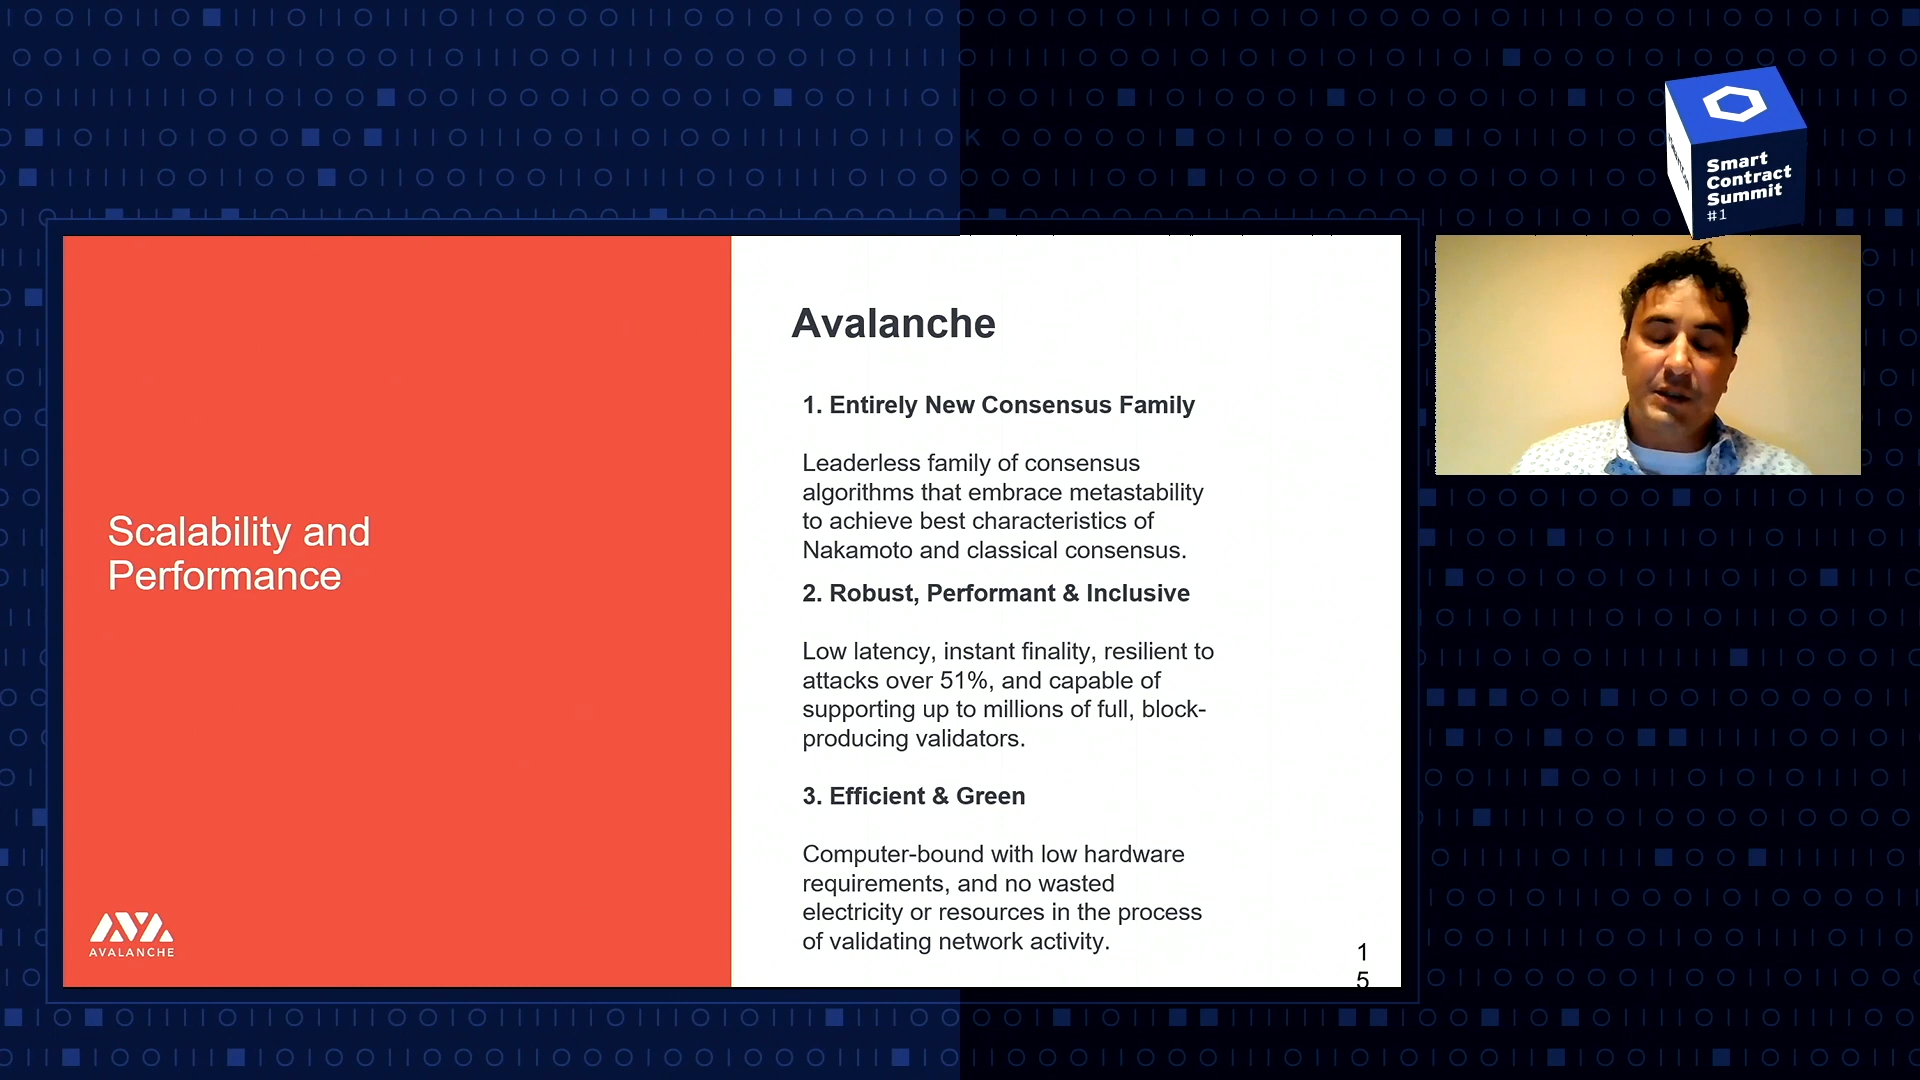 Smart
Contract
Summit
#1
Scalability and
Performance
AVALANCHE
Avalanche
1. Entirely New Consensus Family
Leaderless family of consensus
algorithms that embrace metastability
to achieve best characteristics of
Nakamoto and classical consensus.
2. Robust, Performant & Inclusive
Low latency, instant finality, resilient to
attacks over 51%, and capable of
supporting up to millions of full, block-
producing validators.
3. Efficient & Green
Computer-bound with low hardware
requirements, and no wasted
electricity or resources in the process
of validating network activity.
1
5